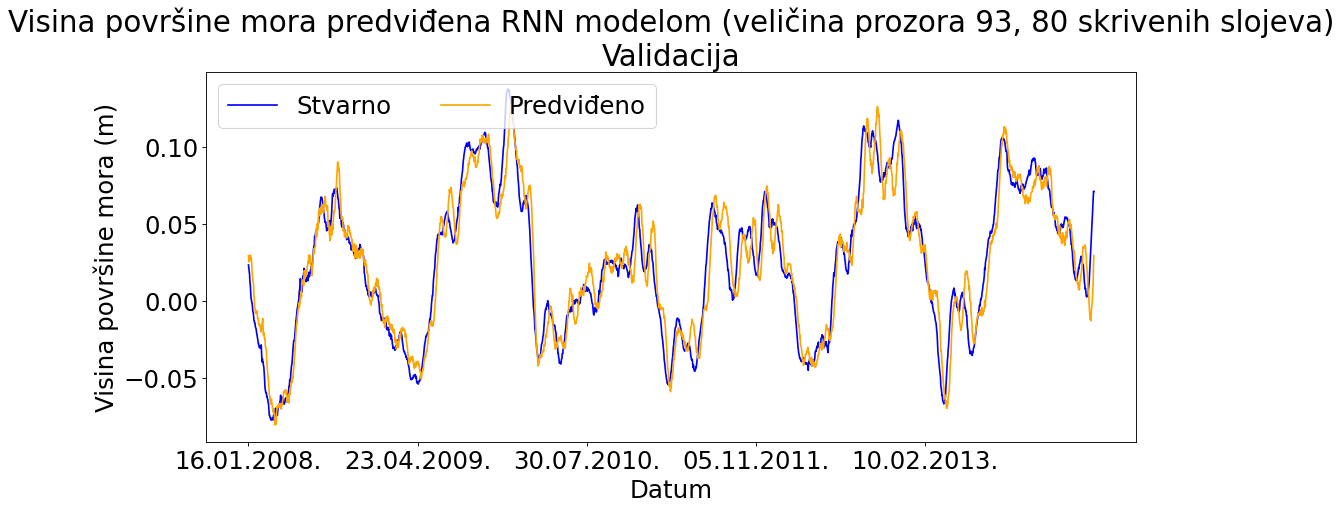 Visina površine mora predviđena RNN modelom (veličina prozora 93, 80 skrivenih slojeva)
Validacija
Stvarno Predviđeno
Visina površine mora (m)
0.10
0.05
0.00
−0.05
16.01.2008. 23.04.2009. 30.07.2010. 05.11.2011. 10.02.2013.
Datum